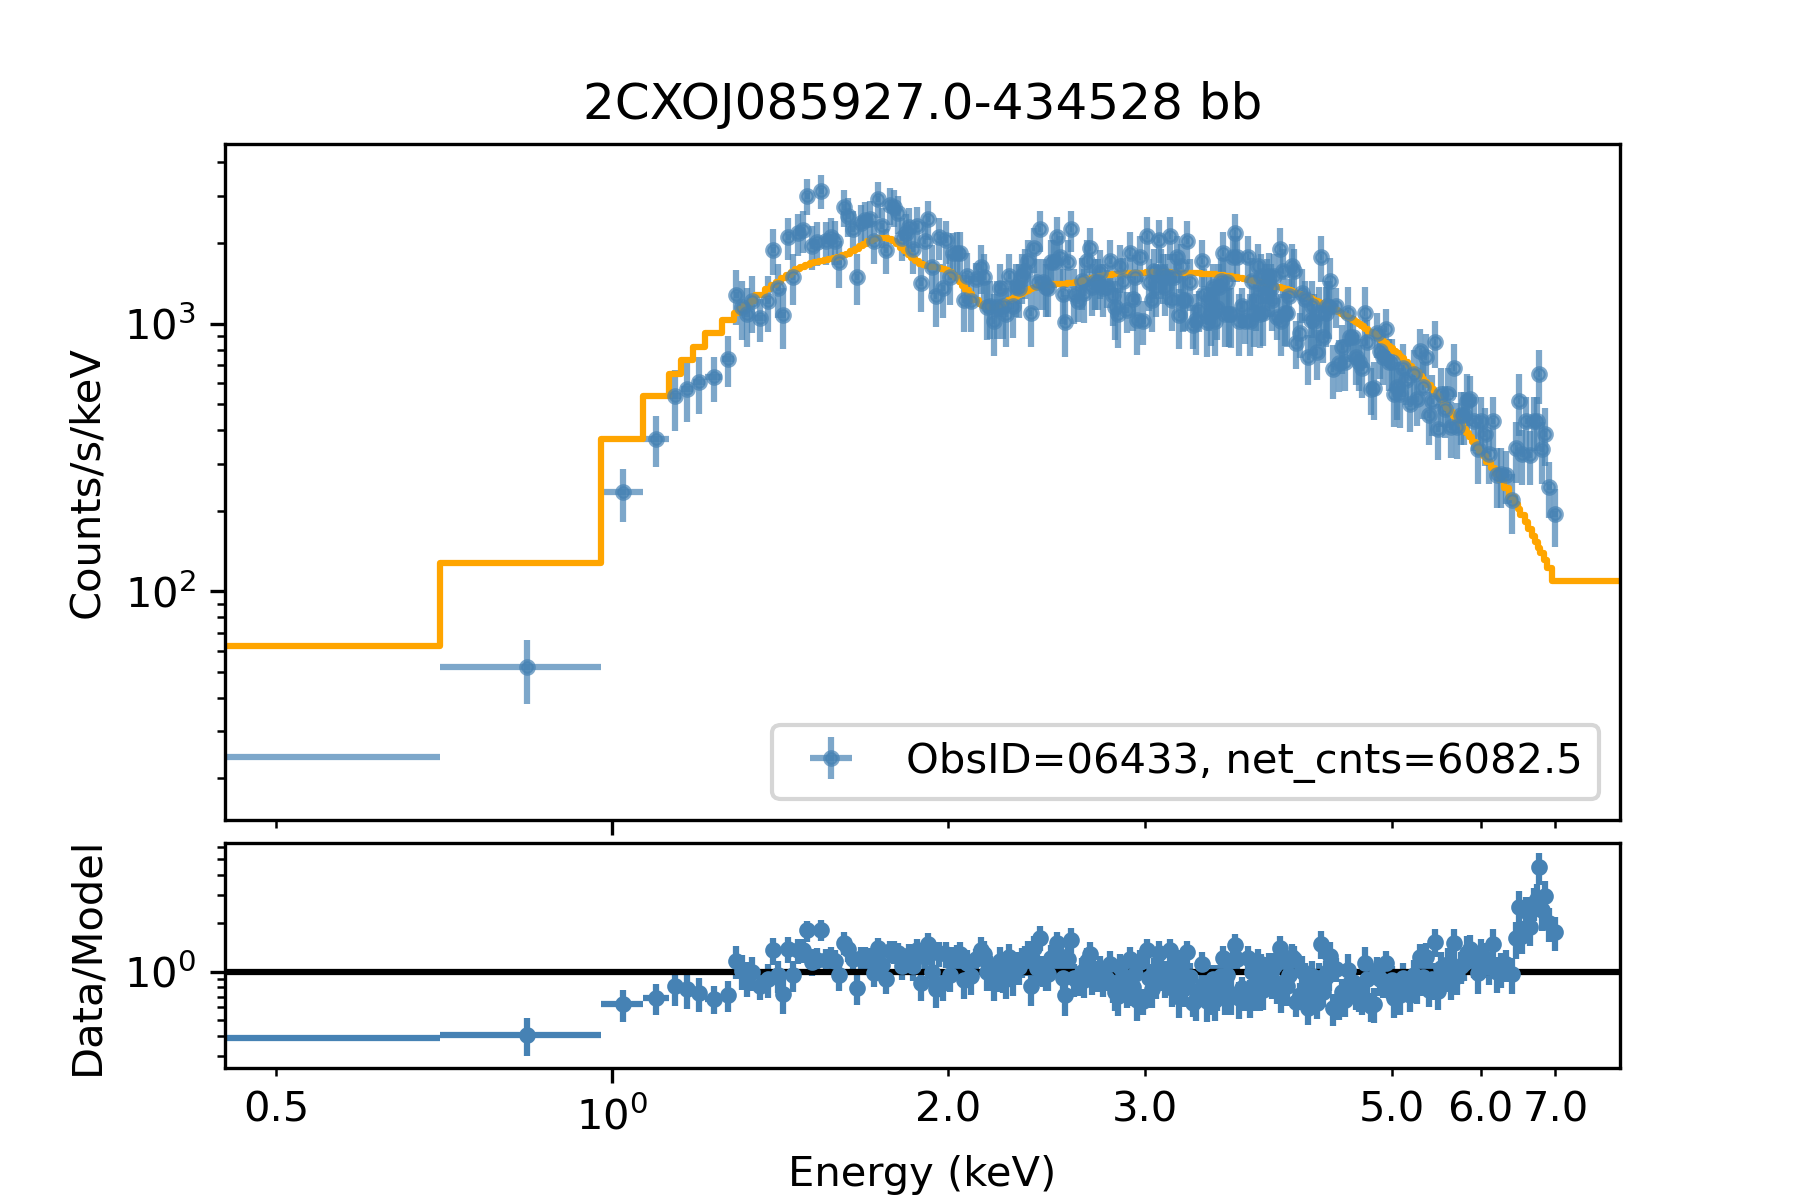 2CXOJ085927.0-434528 bb
Counts/s/keV
10³
10²
ObsID=06433, net_cnts=6082.5
Data/Model
10⁰
0.5 10⁰ 2.0 3.0 5.0 6.0 7.0
Energy (keV)